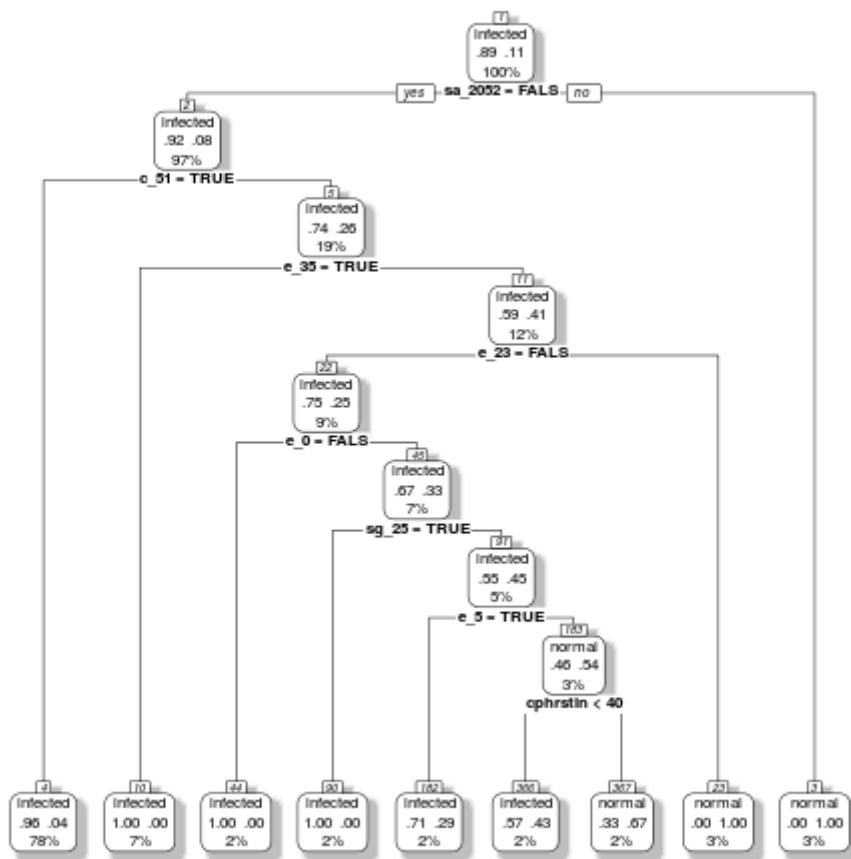 1
Infected
.89 .11
100%
yes sa_2052 = FALS no
2
Infected
.92 .08
97%
c_51 = TRUE
5
Infected
.74 .26
19%
e_35 = TRUE
11
Infected
.59 .41
12%
e_23 = FALS
22
Infected
.75 .25
9%
e_0 = FALS
45
Infected
.67 .33
7%
sg_25 = TRUE
91
Infected
.55 .45
5%
e_5 = TRUE
183
normal
.46 .54
3%
cphrstln < 40
4
Infected
.96 .04
78%
10
Infected
1.00 .00
7%
44
Infected
1.00 .00
2%
90
Infected
1.00 .00
2%
182
Infected
.71 .29
2%
366
Infected
.57 .43
2%
367
normal
.33 .67
2%
23
normal
.00 1.00
3%
3
normal
.00 1.00
3%